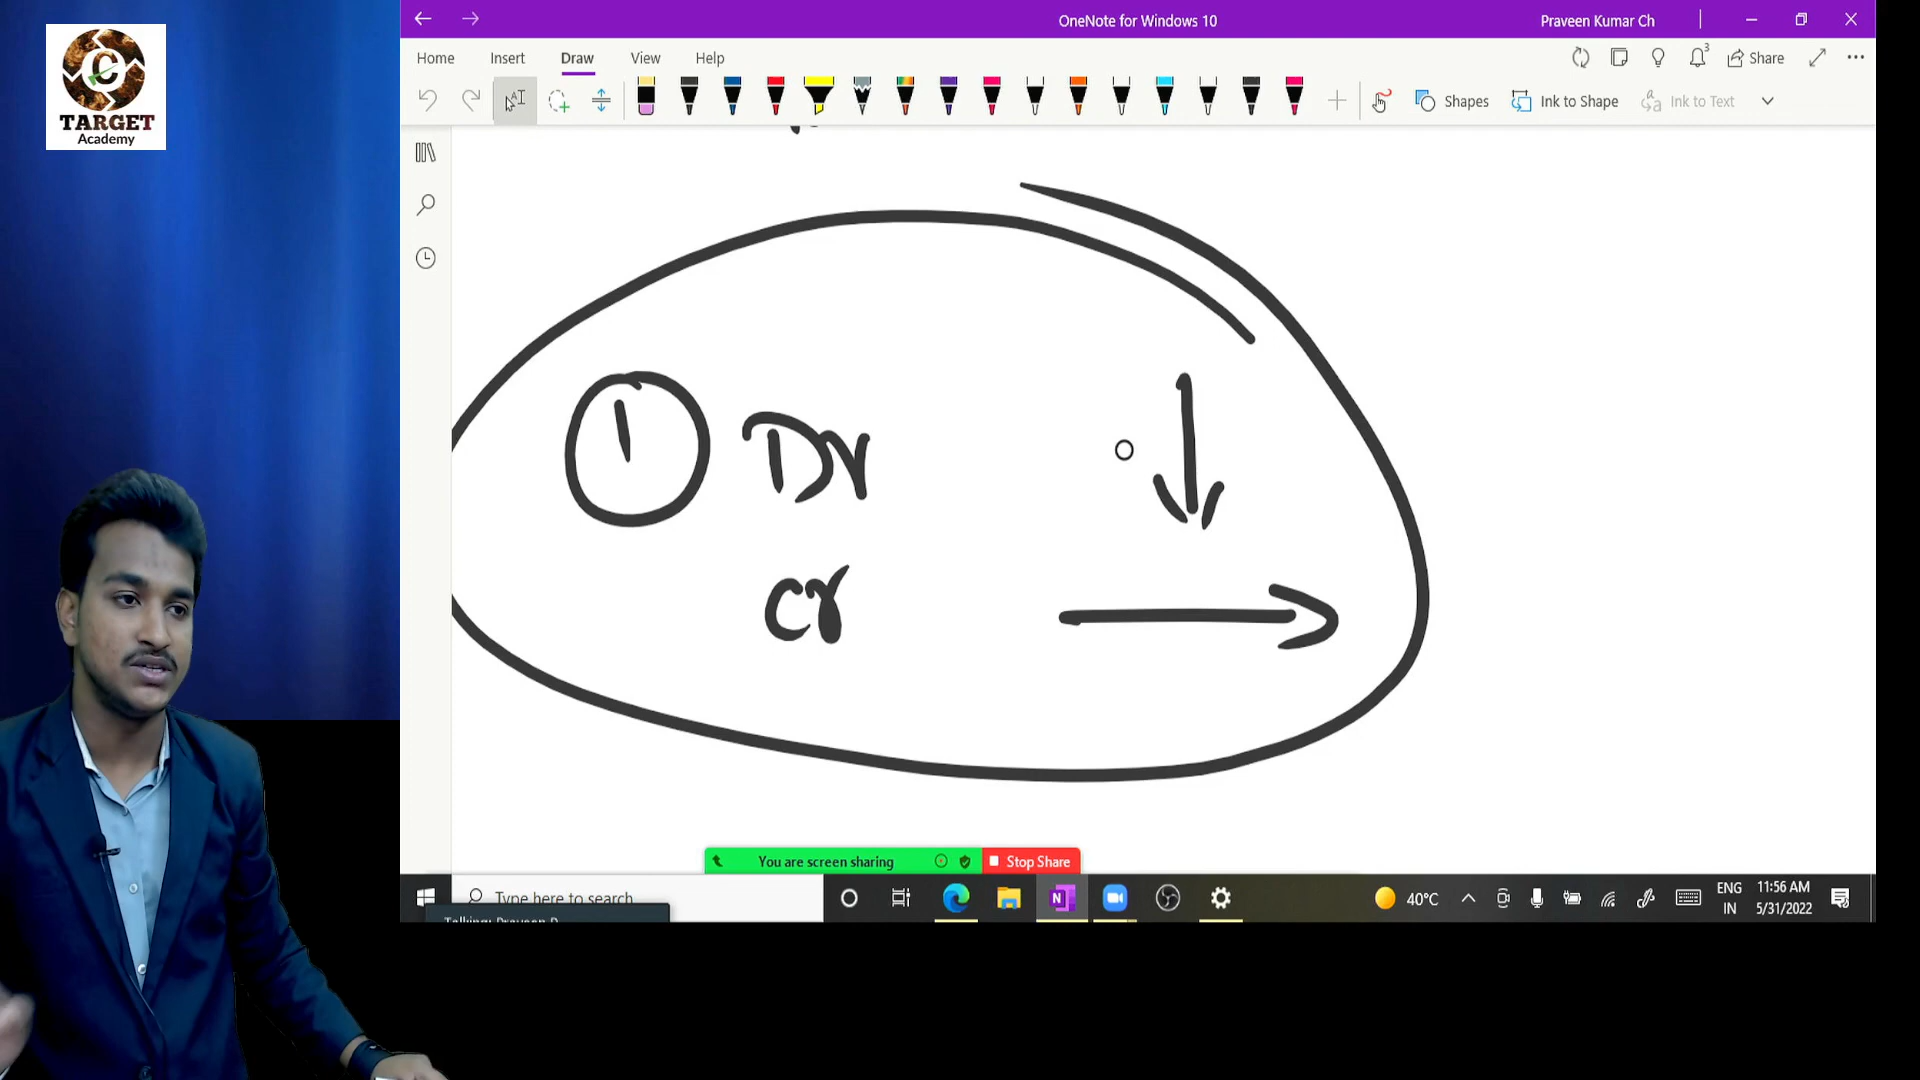 C
TARGET
Academy
OneNote for Windows 10
Praveen Kumar Ch
Home Insert Draw View Help
3
Share
Shapes
Ink to Shape
Ink to Text
1 Dr
Cr
You are screen sharing
Stop Share
Type here to search
40°C
ENG
IN
11:56 AM
5/31/2022